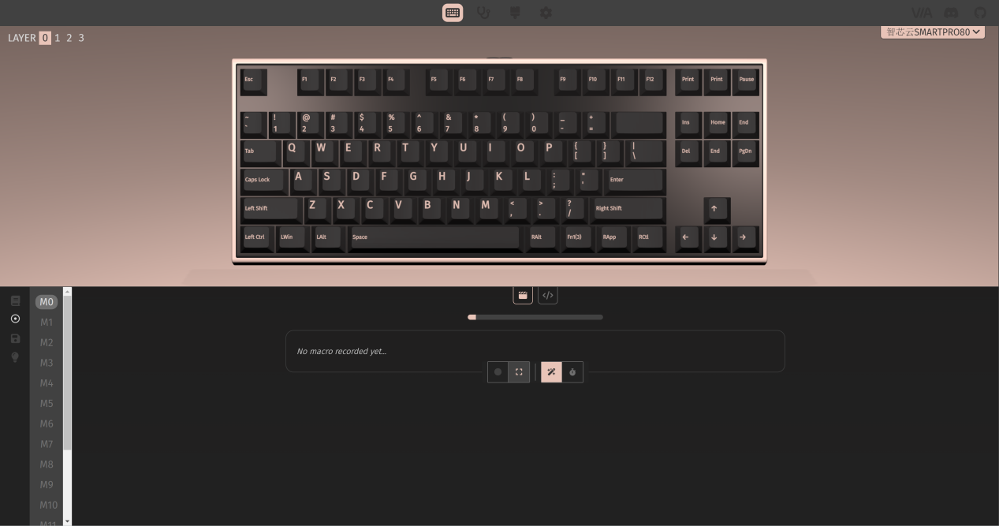 VIA
LAYER 0 1 2 3
智芯云SMARTPRO80
Esc F1 F2 F3 F4 F5 F6 F7 F8 F9 F10 F11 F12 Print Print Pause
~ ! @ # $ % ^ & * ( ) _ +
` 1 2 3 4 5 6 7 8 9 0 - =
Ins Home End
Tab Q W E R T Y U I O P { } |
[ ] \
Del End PgDn
Caps Lock A S D F G H J K L : "
; '
Enter
Left Shift Z X C V B N M < > ?
, . /
Right Shift ↑
Left Ctrl LWin LAlt Space RAlt Fn1(3) RApp RCtl ← ↓ →
M0
M1
M2
M3
M4
M5
M6
M7
M8
M9
M10
M11
</>
No macro recorded yet...